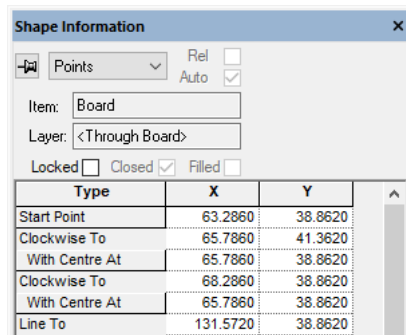 Shape Information
Points
Rel
Auto
Item: Board
Layer: <Through Board>
Locked Closed Filled
Type X Y
Start Point 63.2860 38.8620
Clockwise To 65.7860 41.3620
With Centre At 65.7860 38.8620
Clockwise To 68.2860 38.8620
With Centre At 65.7860 38.8620
Line To 131.5720 38.8620